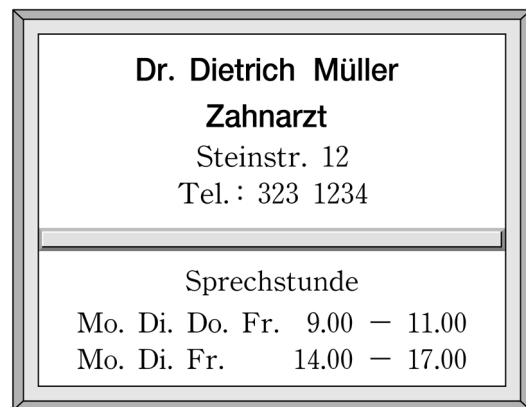 Dr. Dietrich Müller
Zahnarzt
Steinstr. 12
Tel.: 323 1234
Sprechstunde
Mo. Di. Do. Fr. 9.00 − 11.00
Mo. Di. Fr. 14.00 − 17.00